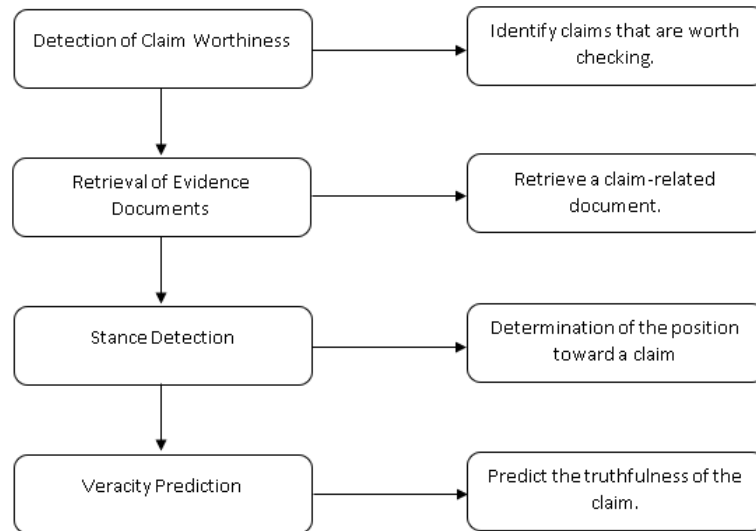 Detection of Claim Worthiness
Identify claims that are worth
checking.
Retrieval of Evidence
Documents
Retrieve a claim-related
document.
Stance Detection
Determination of the position
toward a claim
Veracity Prediction
Predict the truthfulness of the
claim.